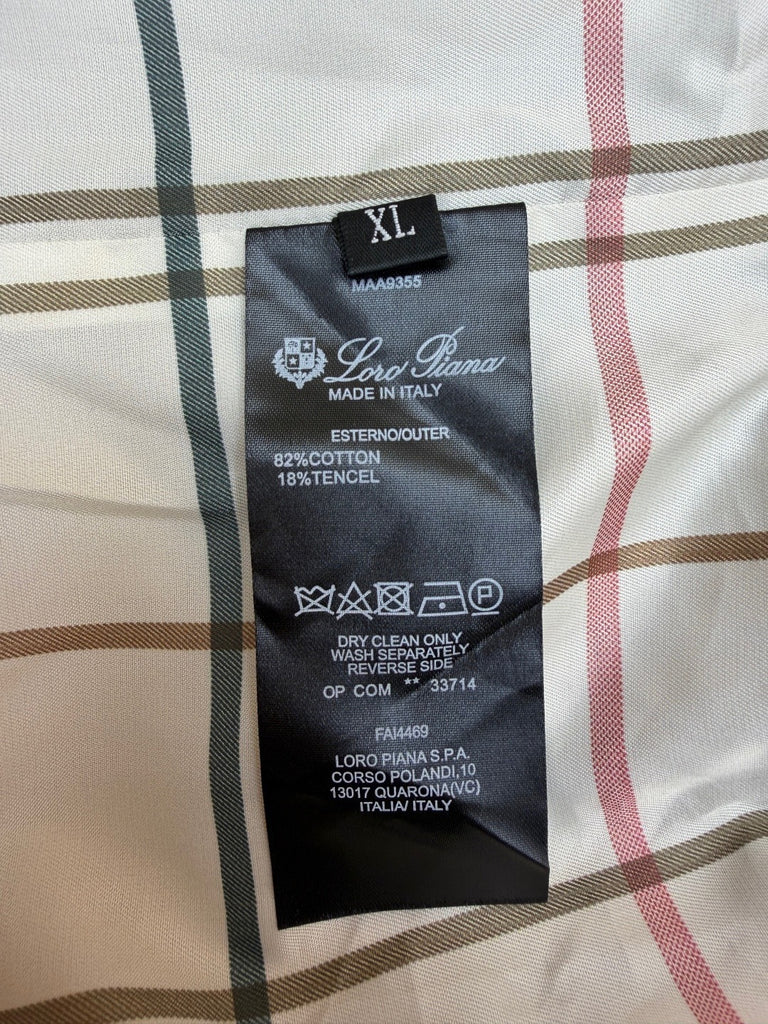 XL
MAA9355
Loro Piana
MADE IN ITALY
ESTERNO/OUTER
82%COTTON
18%TENCEL
P
DRY CLEAN ONLY
WASH SEPARATELY
REVERSE SIDE
OP COM ** 33714
FAI4469
LORO PIANA S.P.A.
CORSO POLANDI,10
13017 QUARONA(VC)
ITALIA/ ITALY